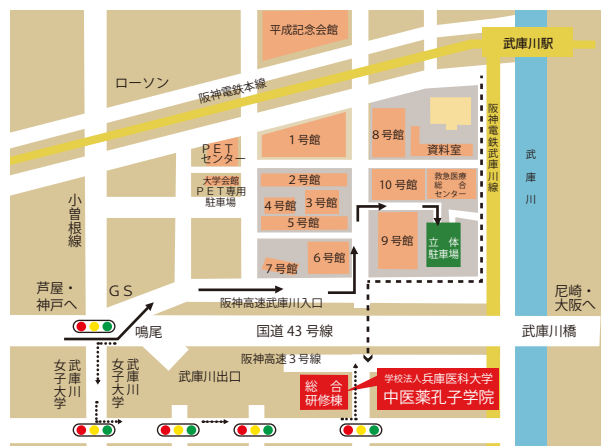 平成記念会館
武庫川駅
ローソン
阪神電鉄本線
阪神電鉄武庫川線
武庫川
1号館
8号館
資料室
PET
センター
大学会館
PET専用
駐車場
2号館
3号館
4号館
5号館
10号館
救急医療
総合
センター
小曽根線
9号館
立体
駐車場
6号館
7号館
芦屋・
神戸へ
GS
阪神高速武庫川入口
尼崎・
大阪へ
鳴尾
国道43号線
武庫川橋
阪神高速3号線
武庫川
女子大学
武庫川
女子大学
武庫川出口
総合
研修棟
学校法人兵庫医科大学
中医薬孔子学院